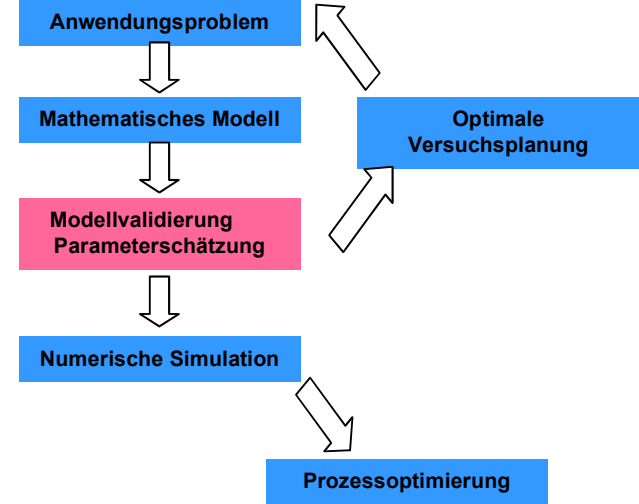 Anwendungsproblem
Mathematisches Modell
Optimale
Versuchsplanung
Modellvalidierung
Parameterschätzung
Numerische Simulation
Prozessoptimierung